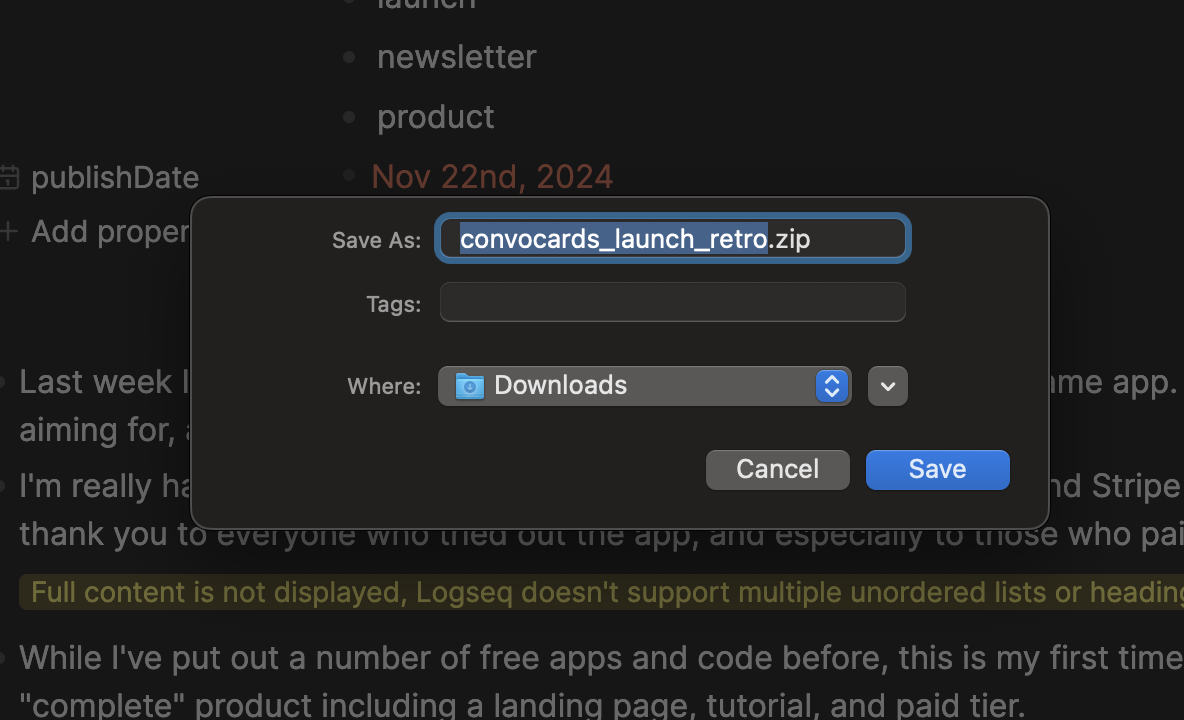 launch
newsletter
product
publishDate
Nov 22nd, 2024
Add proper
Save As: convocards_launch_retro.zip
Tags:
Where: Downloads
Cancel
Save
Last week I
me app.
aiming for,
I'm really ha
nd Stripe
thank you to everyone who tried out the app, and especially to those who pai
Full content is not displayed, Logseq doesn't support multiple unordered lists or heading
While I've put out a number of free apps and code before, this is my first time
"complete" product including a landing page, tutorial, and paid tier.